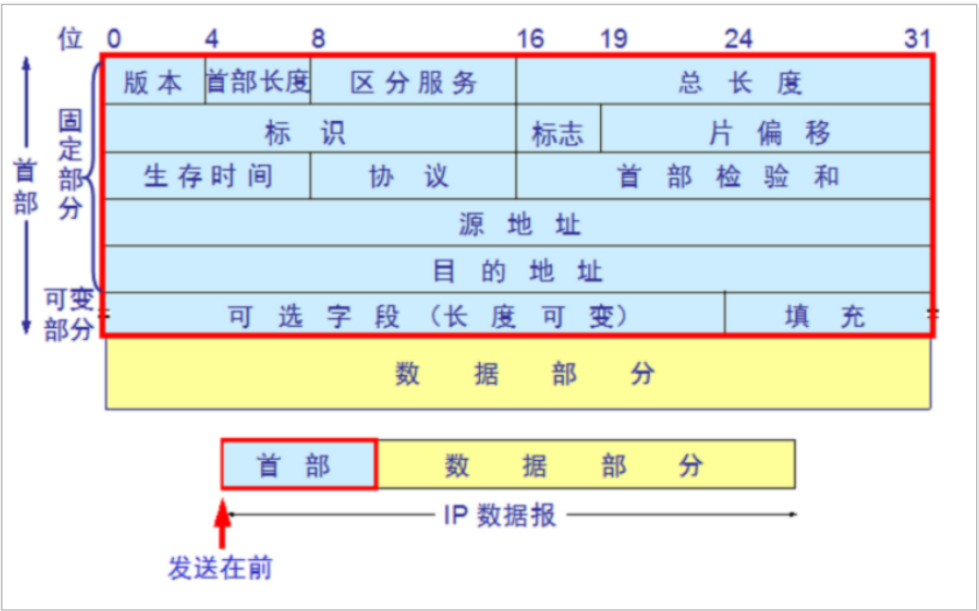 位 0 4 8 16 19 24 31
版本 首部长度 区分服务 总长度
标识 标志 片偏移
生存时间 协议 首部检验和
源地址
目的地址
可选字段（长度可变） 填充
数据部分
首部
固定部分
可变部分
首部 数据部分
IP 数据报
发送在前